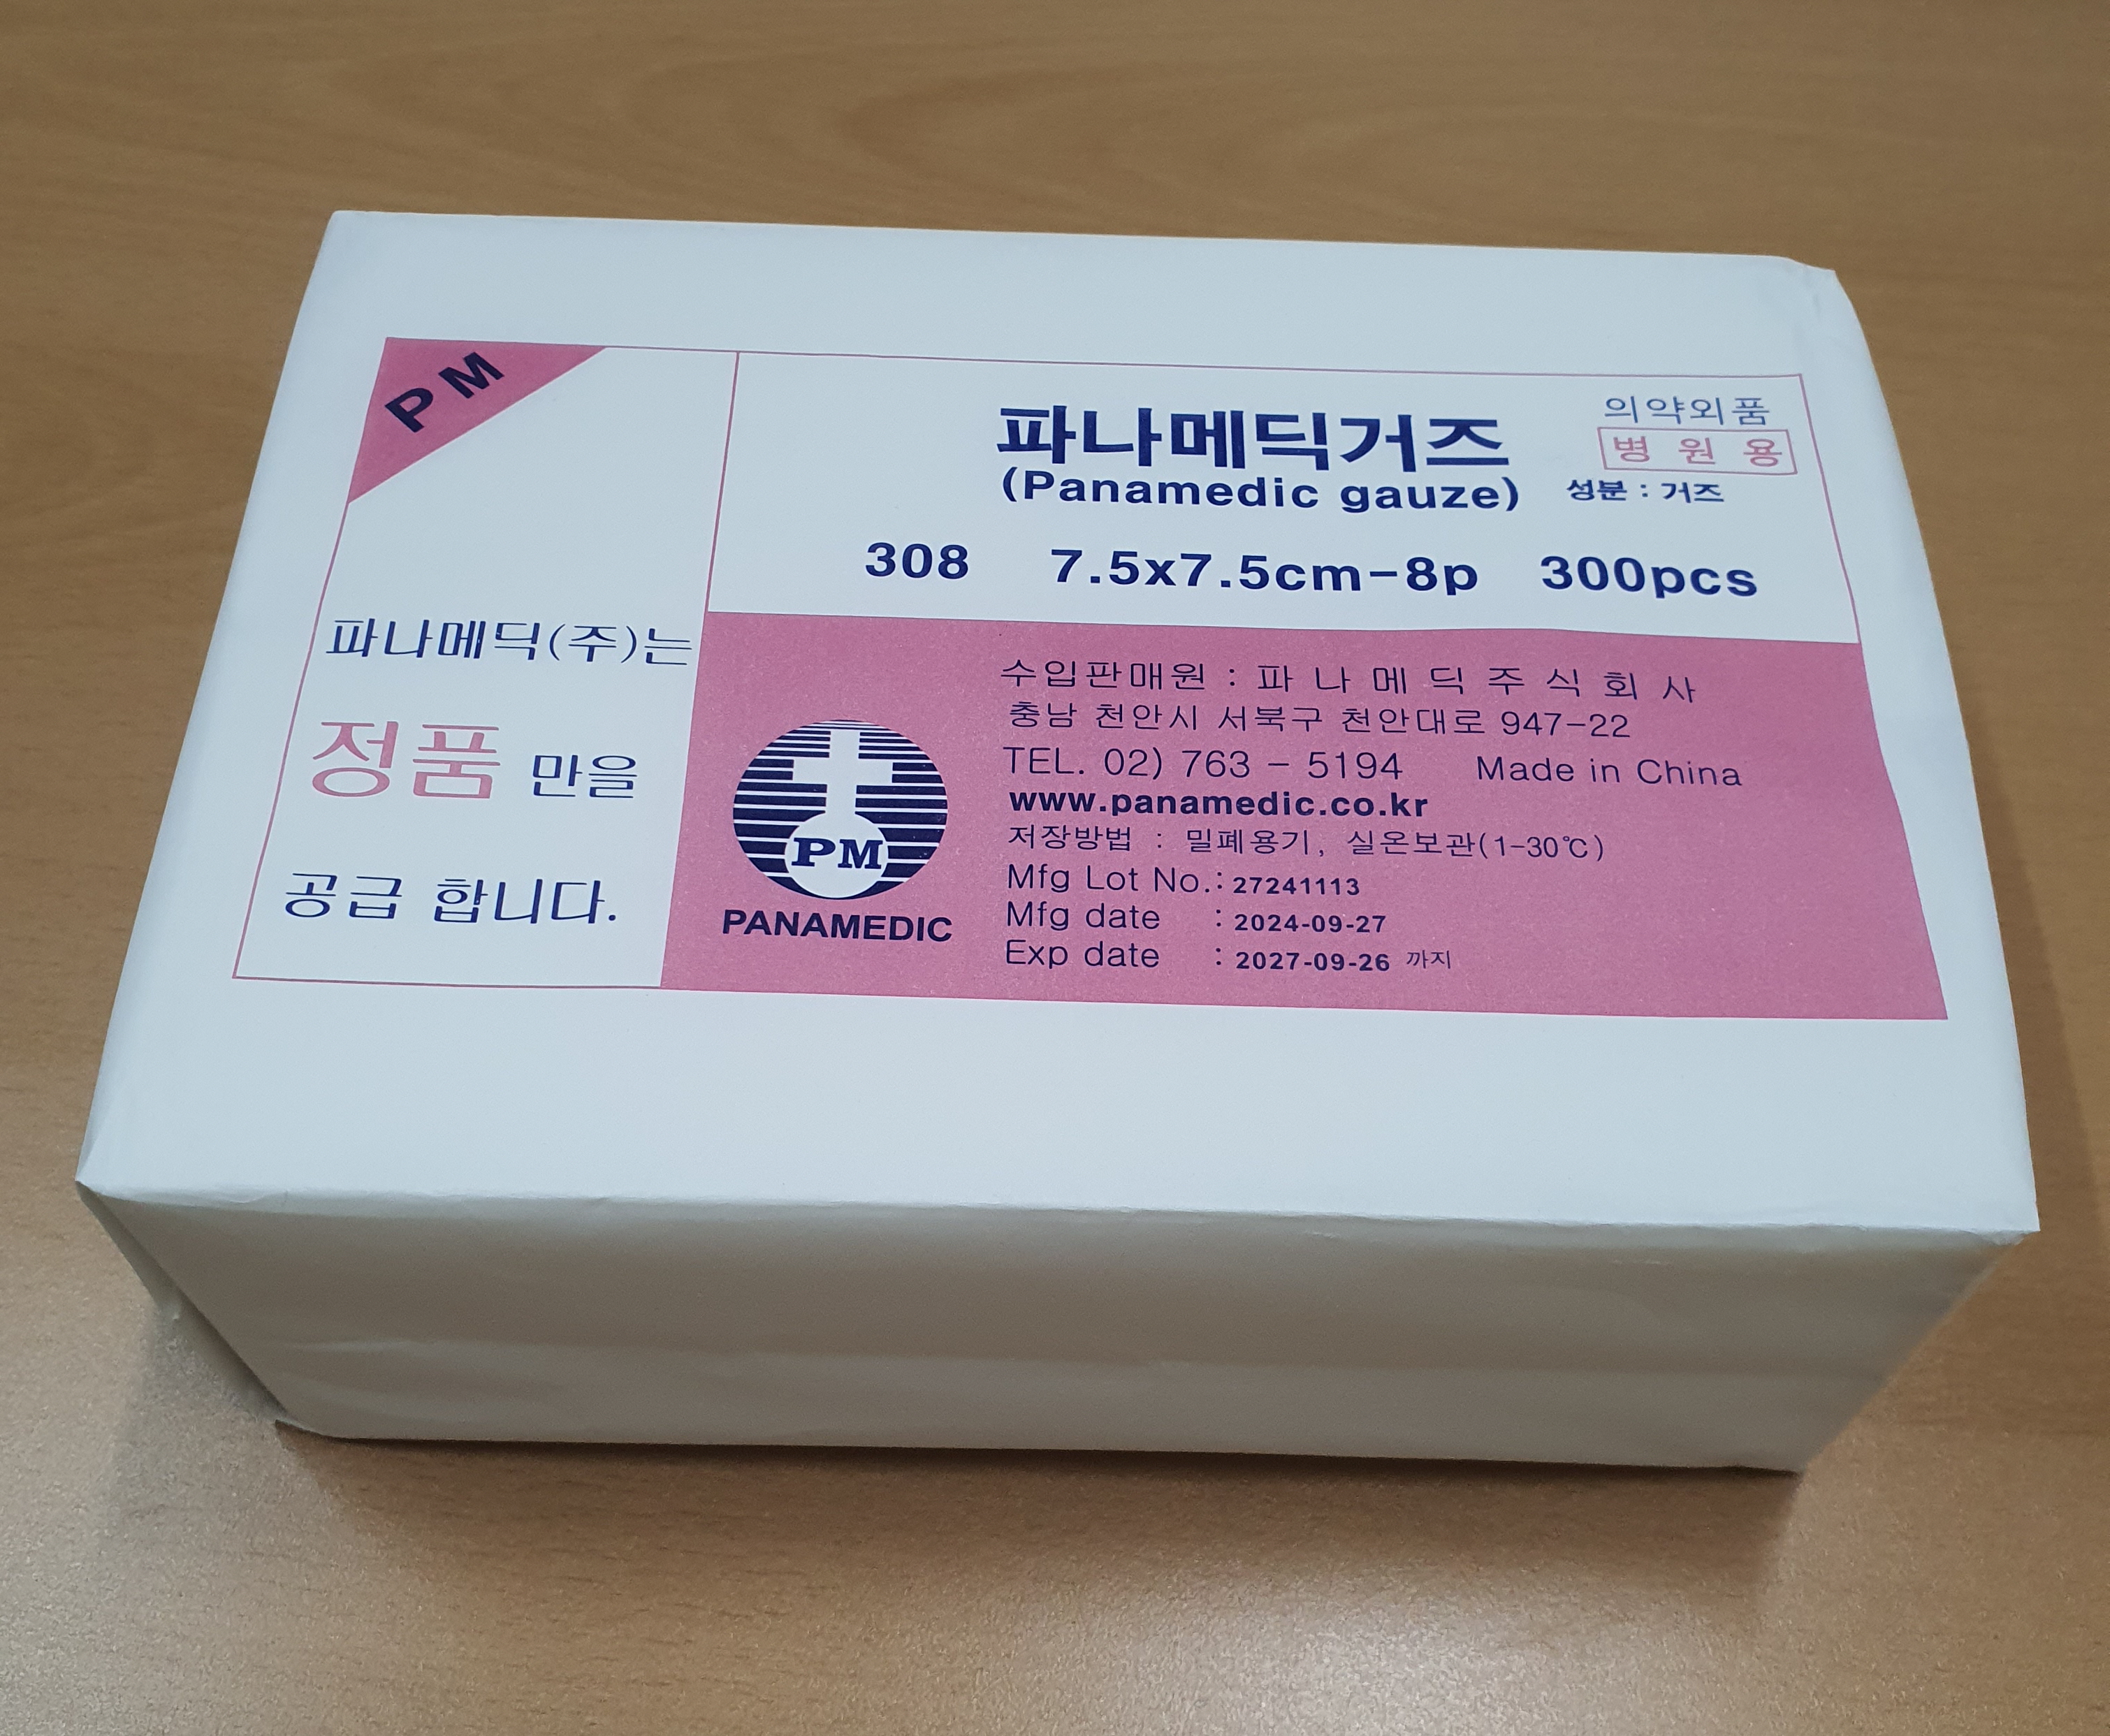 PM
파나메딕(주)는
정품 만을
공급 합니다.
파나메딕거즈
(Panamedic gauze)
의약외품
병원용
성분 : 거즈
308 7.5x7.5cm-8p 300pcs
PM
PANAMEDIC
수입판매원 : 파나메딕주식회사
충남 천안시 서북구 천안대로 947-22
TEL. 02) 763 - 5194 Made in China
www.panamedic.co.kr
저장방법 : 밀폐용기, 실온보관(1-30℃)
Mfg Lot No.: 27241113
Mfg date : 2024-09-27
Exp date : 2027-09-26 까지